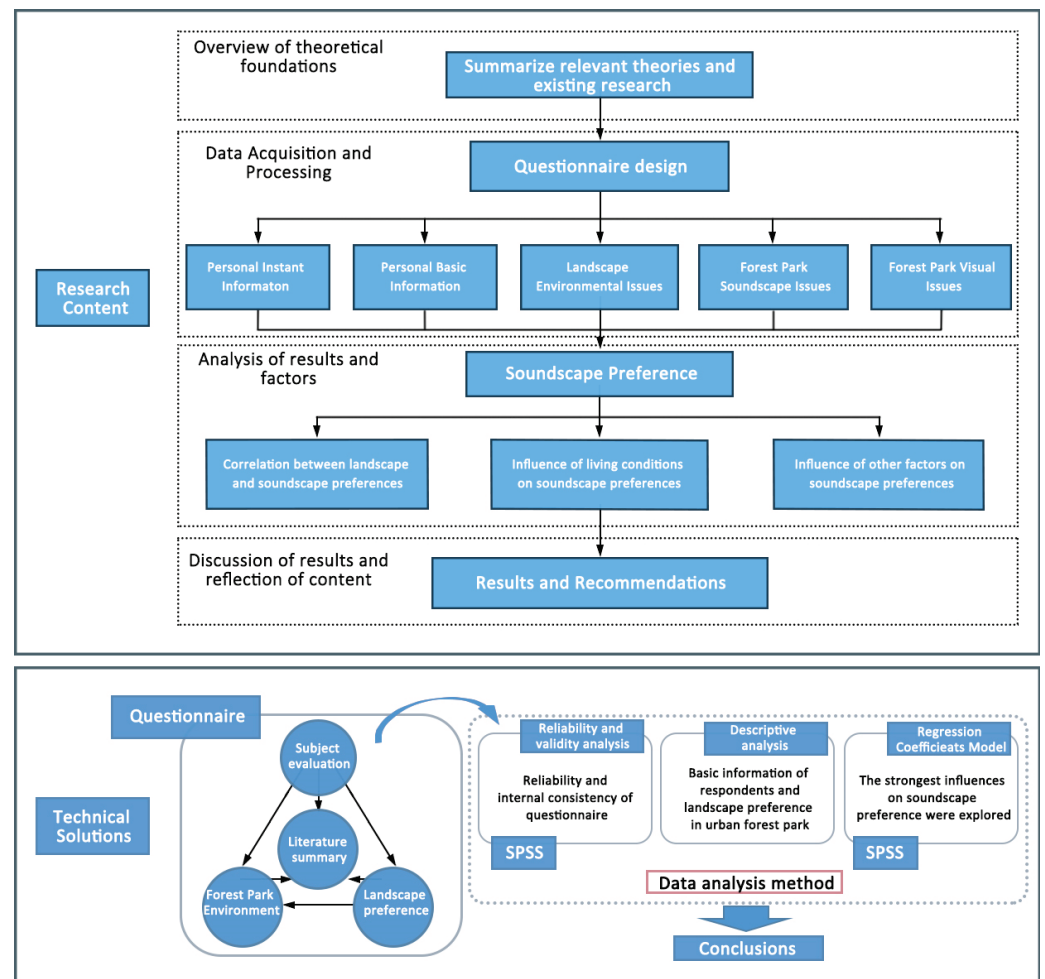 Overview of theoretical
foundations
Summarize relevant theories and
existing research
Data Acquisition and
Processing
Questionnaire design
Personal Instant
Informaton
Personal Basic
Information
Landscape
Environmental Issues
Forest Park
Soundscape Issues
Forest Park Visual
Issues
Research
Content
Analysis of results and
factors
Soundscape Preference
Correlation between landscape
and soundscape preferences
Influence of living conditions
on soundscape preferences
Influence of other factors on
soundscape preferences
Discussion of results and
reflection of content
Results and Recommendations
Technical
Solutions
Questionnaire
Subject
evaluation
Literature
summary
Forest Park
Environment
Landscape
preference
Reliability and
validity analysis
Reliability and
internal consistency of
questionnaire
SPSS
Descriptive
analysis
Basic information of
respondents and
landscape preference
in urban forest park
Regression
Coefficieats Model
The strongest influences
on soundscape
preference were explored
SPSS
Data analysis method
Conclusions